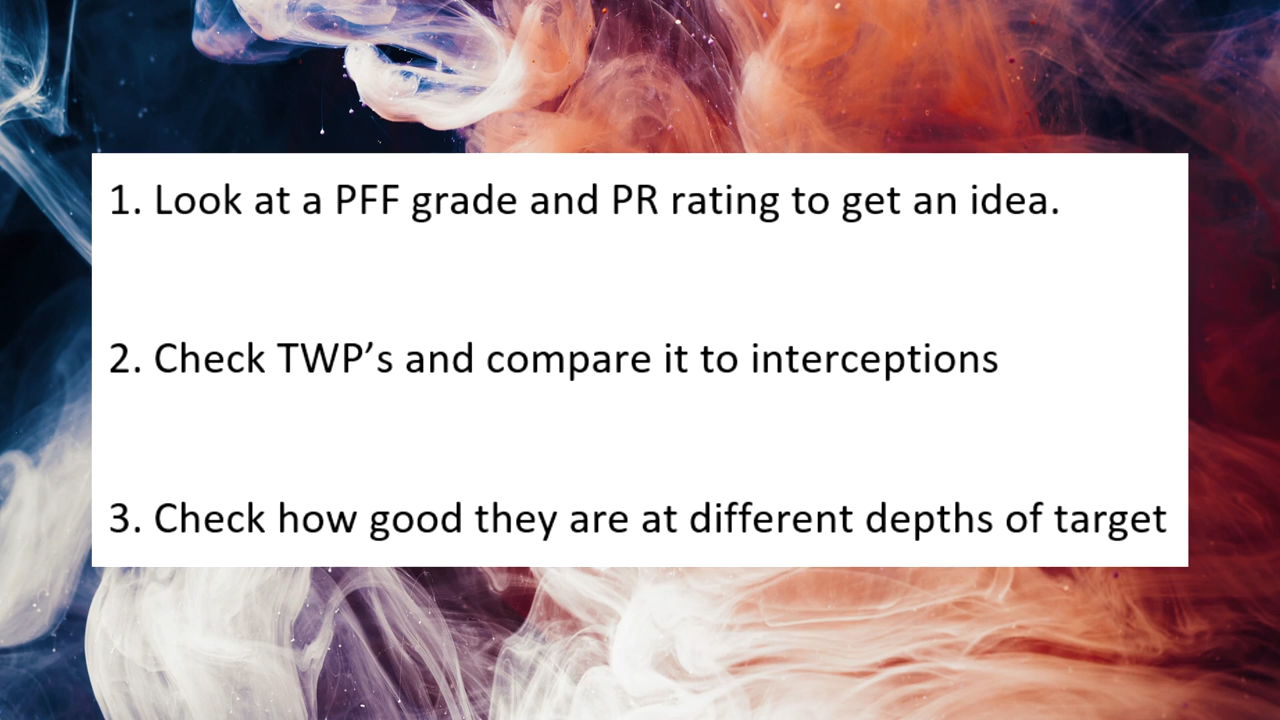 1. Look at a PFF grade and PR rating to get an idea.
2. Check TWP’s and compare it to interceptions
3. Check how good they are at different depths of target